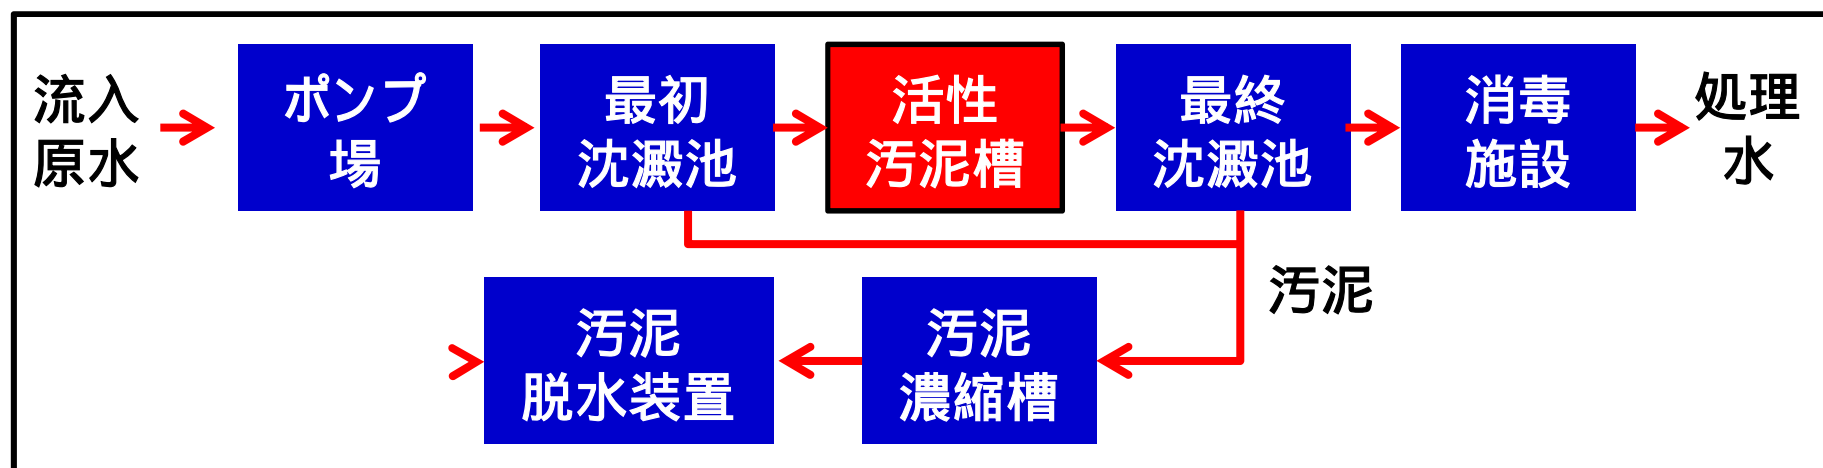 流入
原水
ポンプ
場
最初
沈澱池
活性
汚泥槽
最終
沈澱池
消毒
施設
処理
水
汚泥
汚泥
脱水装置
汚泥
濃縮槽